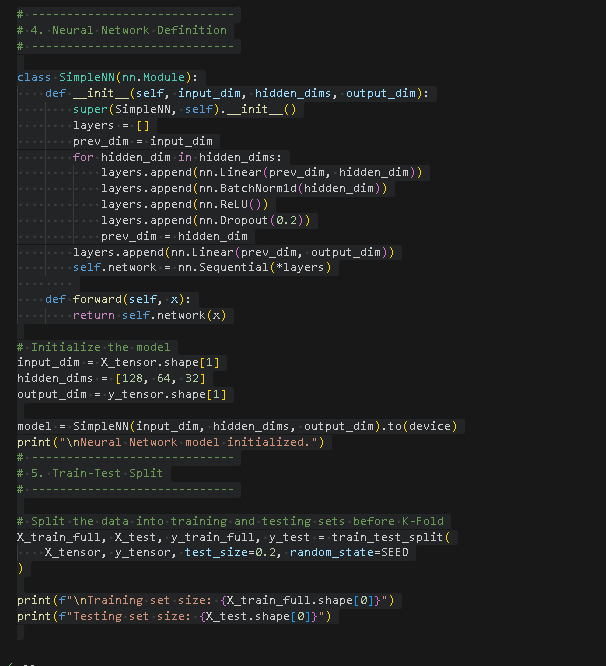 # -----------------------------
# 4. Neural Network Definition
# -----------------------------

class SimpleNN(nn.Module):
    def __init__(self, input_dim, hidden_dims, output_dim):
        super(SimpleNN, self).__init__()
        layers = []
        prev_dim = input_dim
        for hidden_dim in hidden_dims:
            layers.append(nn.Linear(prev_dim, hidden_dim))
            layers.append(nn.BatchNorm1d(hidden_dim))
            layers.append(nn.ReLU())
            layers.append(nn.Dropout(0.2))
            prev_dim = hidden_dim
        layers.append(nn.Linear(prev_dim, output_dim))
        self.network = nn.Sequential(*layers)

    def forward(self, x):
        return self.network(x)

# Initialize the model
input_dim = X_tensor.shape[1]
hidden_dims = [128, 64, 32]
output_dim = y_tensor.shape[1]

model = SimpleNN(input_dim, hidden_dims, output_dim).to(device)
print("\nNeural Network model initialized.")
# -----------------------------
# 5. Train-Test Split
# -----------------------------

# Split the data into training and testing sets before K-Fold
X_train_full, X_test, y_train_full, y_test = train_test_split(
    X_tensor, y_tensor, test_size=0.2, random_state=SEED
)

print(f"\nTraining set size: {X_train_full.shape[0]}")
print(f"Testing set size: {X_test.shape[0]}")